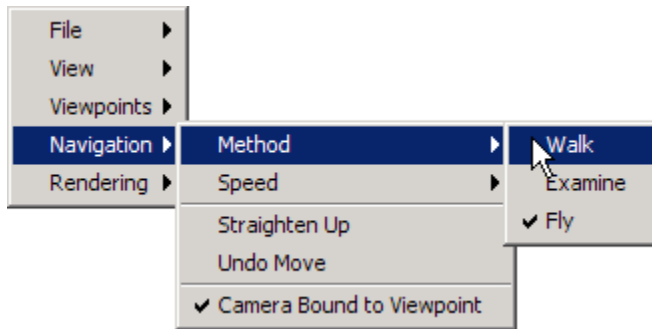 File
View
Viewpoints
Navigation
Rendering
Method
Speed
Straighten Up
Undo Move
Camera Bound to Viewpoint
Walk
Examine
Fly